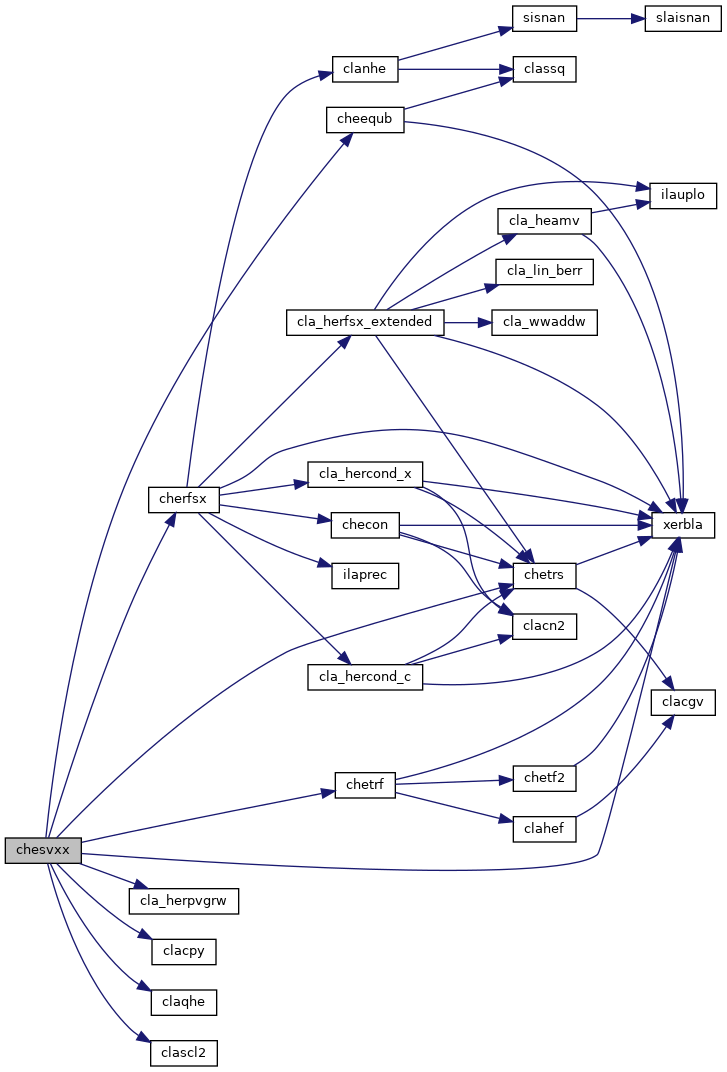 sisnan
slaisnan
clanhe
classq
cheequb
ilauplo
cla_heamv
cla_lin_berr
cla_herfsx_extended
cla_wwaddw
cla_hercond_x
cherfsx
checon
xerbla
ilaprec
chetrs
clacn2
cla_hercond_c
clacgv
chetrf
chetf2
clahef
chesvxx
cla_herpvgrw
clacpy
claqhe
clascl2